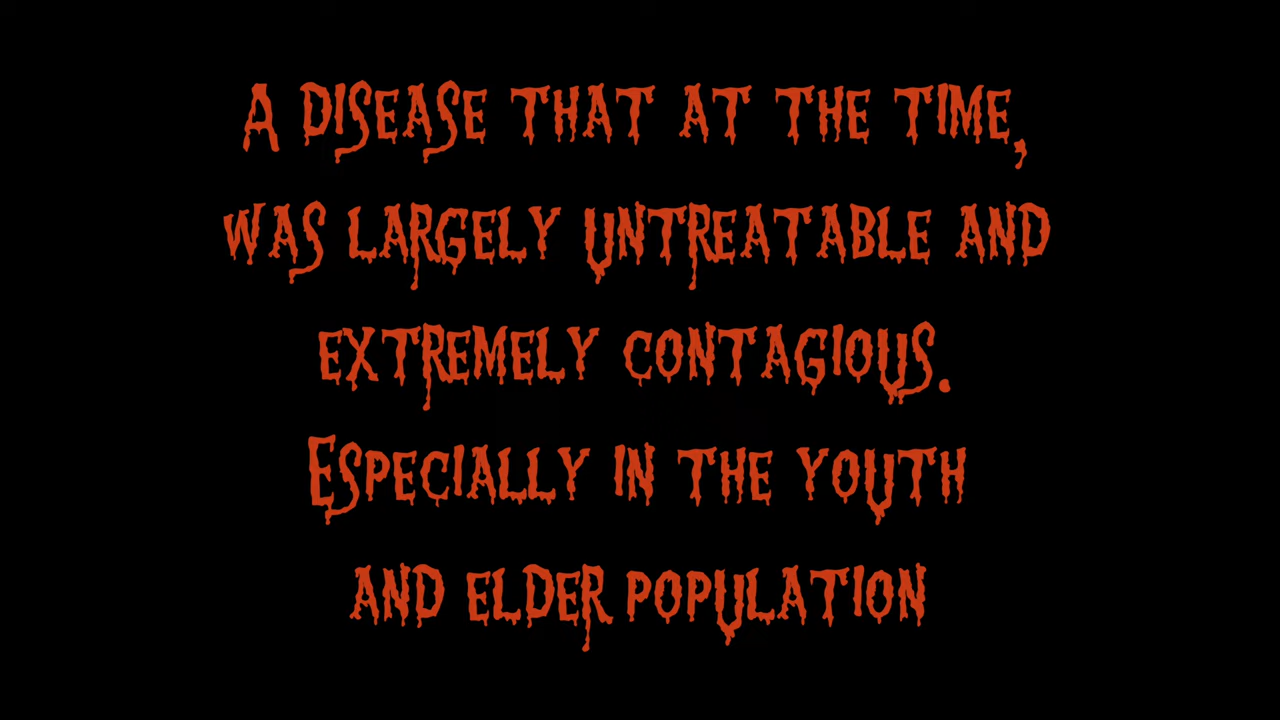 A disease that at the time,
was largely untreatable and
extremely contagious.
Especially in the youth
and elder population